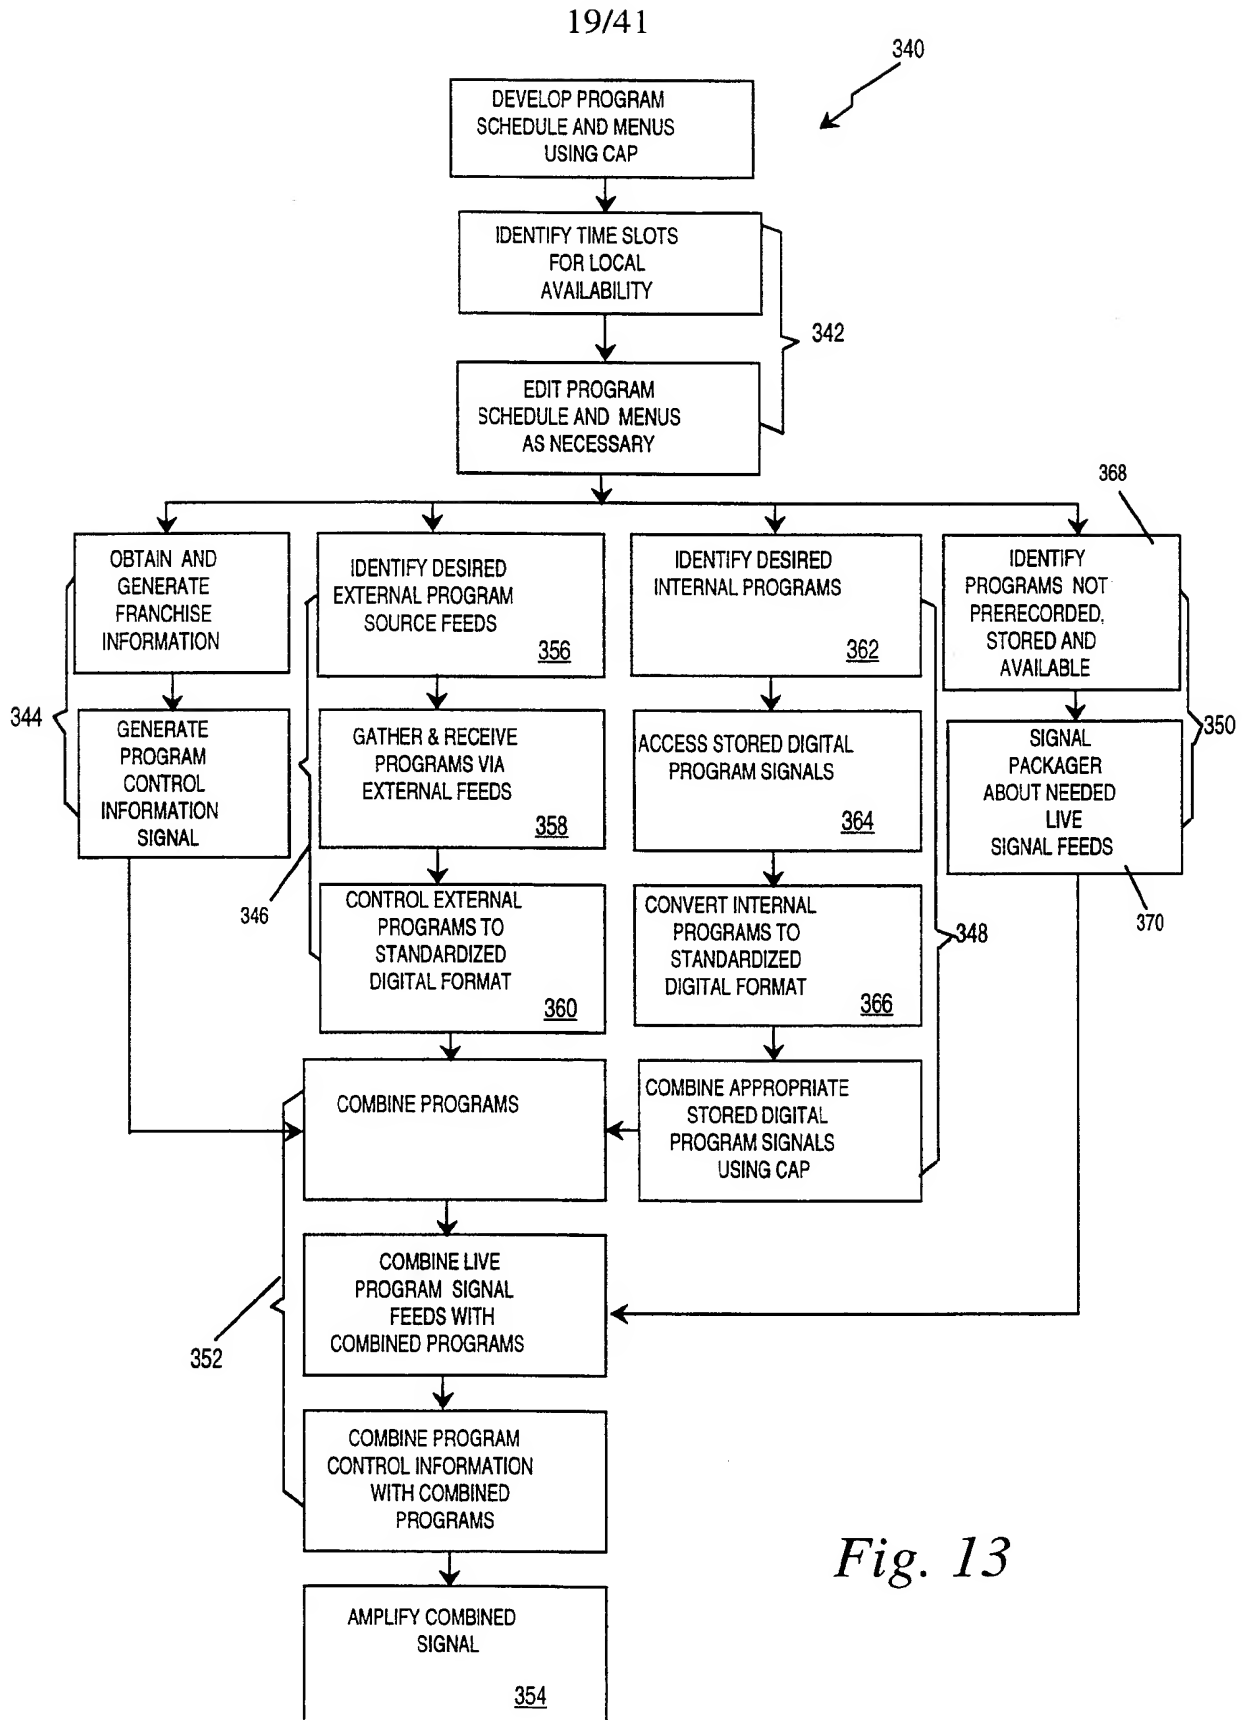 19/41
340
DEVELOP PROGRAM
SCHEDULE AND MENUS
USING CAP
IDENTIFY TIME SLOTS
FOR LOCAL
AVAILABILITY
342
EDIT PROGRAM
SCHEDULE AND MENUS
AS NECESSARY
368
OBTAIN AND
GENERATE
FRANCHISE
INFORMATION
IDENTIFY DESIRED
EXTERNAL PROGRAM
SOURCE FEEDS
356
IDENTIFY DESIRED
INTERNAL PROGRAMS
362
IDENTIFY
PROGRAMS NOT
PRERECORDED,
STORED AND
AVAILABLE
344
350
GENERATE
PROGRAM
CONTROL
INFORMATION
SIGNAL
GATHER & RECEIVE
PROGRAMS VIA
EXTERNAL FEEDS
358
ACCESS STORED DIGITAL
PROGRAM SIGNALS
364
SIGNAL
PACKAGER
ABOUT NEEDED
LIVE
SIGNAL FEEDS
346
370
CONTROL EXTERNAL
PROGRAMS TO
STANDARDIZED
DIGITAL FORMAT
360
CONVERT INTERNAL
PROGRAMS TO
STANDARDIZED
DIGITAL FORMAT
366
348
COMBINE PROGRAMS
COMBINE APPROPRIATE
STORED DIGITAL
PROGRAM SIGNALS
USING CAP
COMBINE LIVE
PROGRAM SIGNAL
FEEDS WITH
COMBINED PROGRAMS
352
COMBINE PROGRAM
CONTROL INFORMATION
WITH COMBINED
PROGRAMS
Fig. 13
AMPLIFY COMBINED
SIGNAL
354